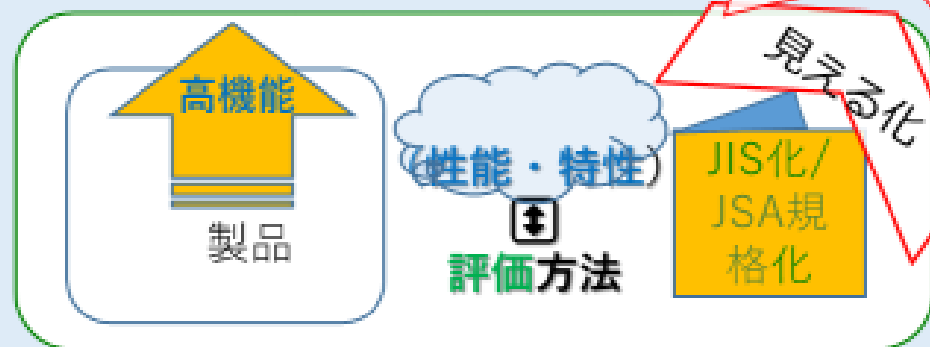 高機能
製品
(性能・特性)
評価方法
見える化
JIS化/
JSA規
格化